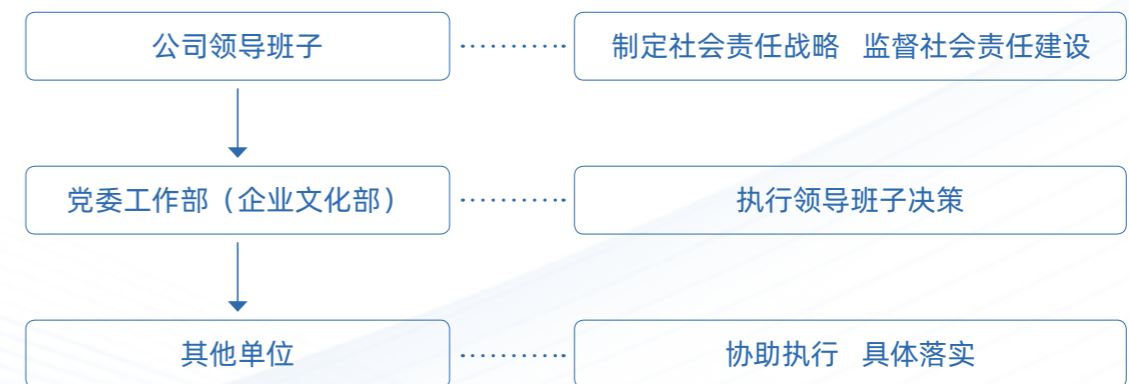 公司领导班子
制定社会责任战略 监督社会责任建设
党委工作部（企业文化部）
执行领导班子决策
其他单位
协助执行 具体落实